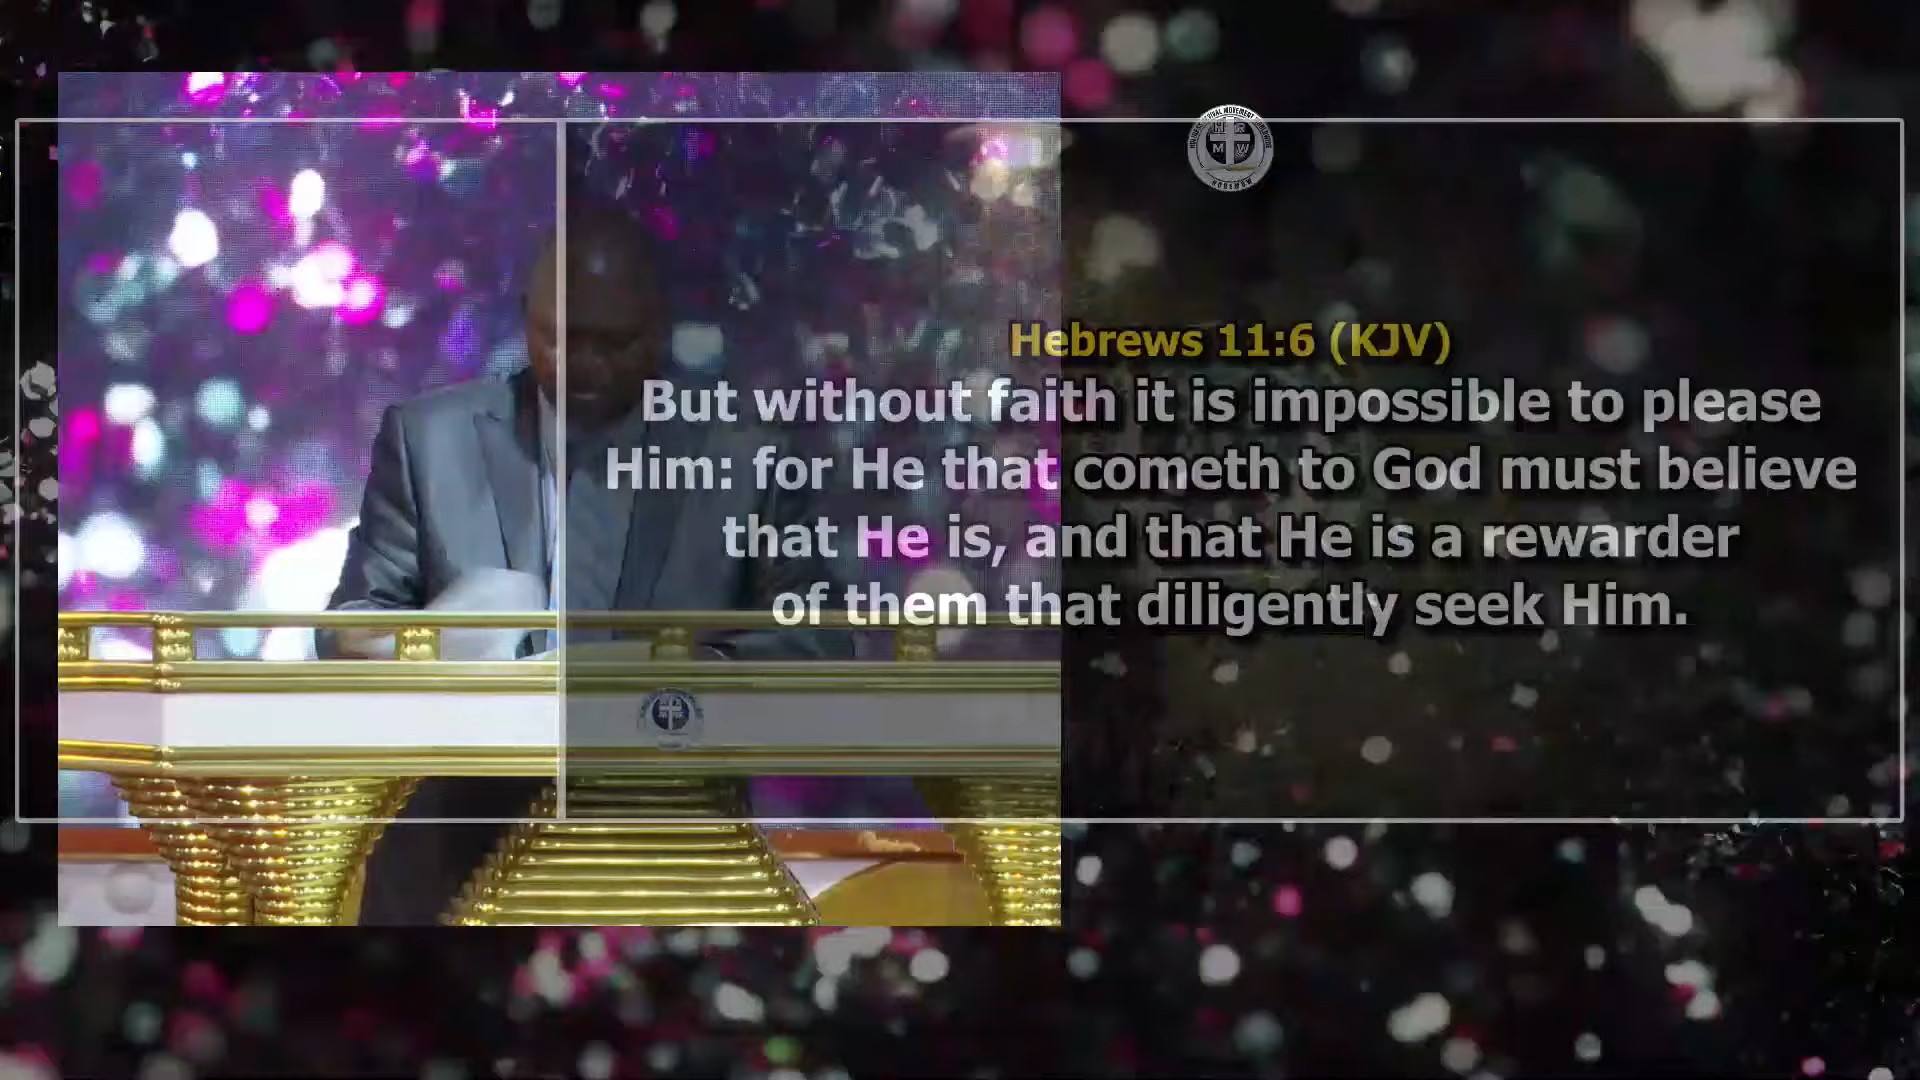 H R
M W
Hebrews 11:6 (KJV)
But without faith it is impossible to please
Him: for He that cometh to God must believe
that He is, and that He is a rewarder
of them that diligently seek Him.